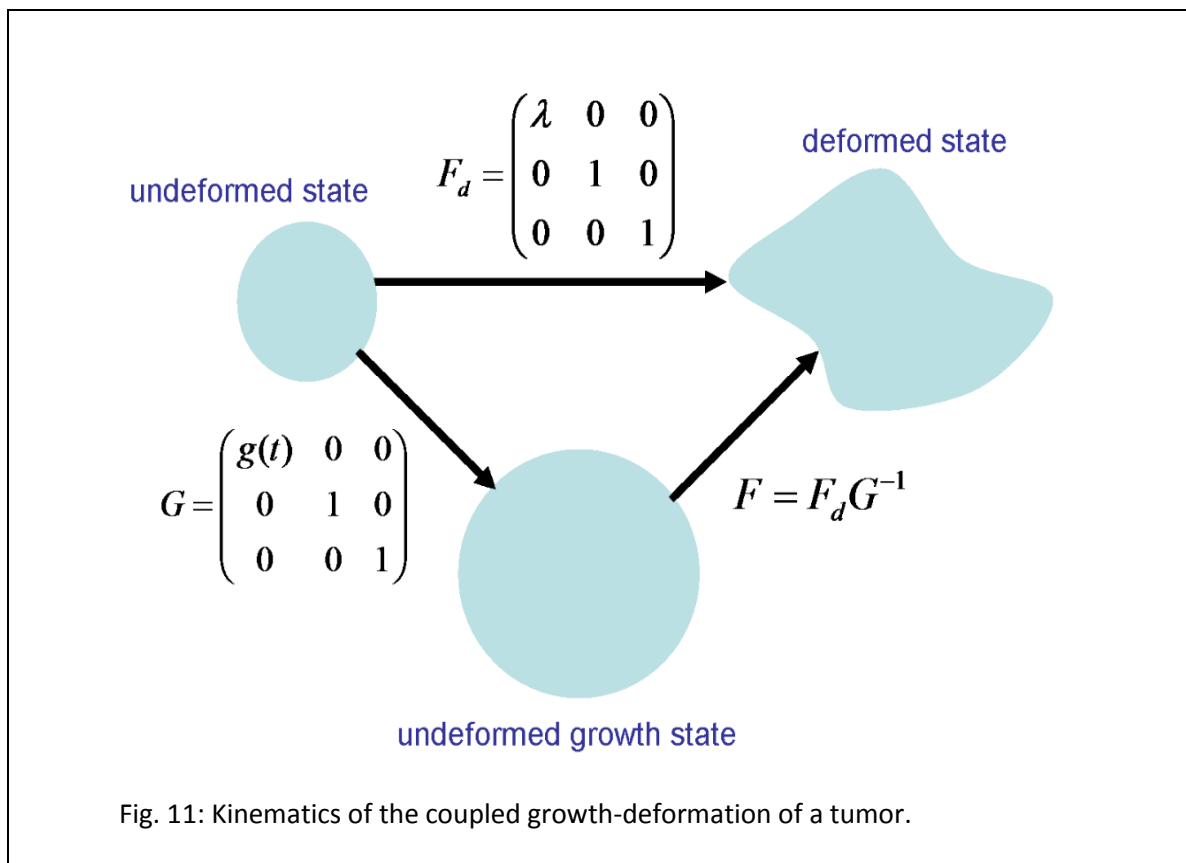 undeformed state
F_d = (λ 0 0
0 1 0
0 0 1)
deformed state
G = (g(t) 0 0
0 1 0
0 0 1)
F = F_d G^{-1}
undeformed growth state
Fig. 11: Kinematics of the coupled growth-deformation of a tumor.